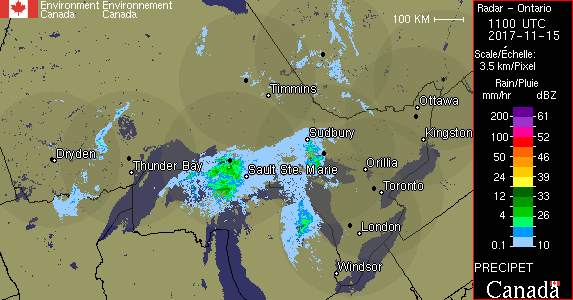 Environment Environnement
Canada Canada
100 KM
Timmins
Ottawa
Sudbury
Kingston
Dryden
Thunder Bay
Sault Ste. Marie
Orillia
Toronto
London
Windsor
Radar - Ontario
1100 UTC
2017-11-15
Scale/Échelle:
3.5 km/Pixel
Rain/Pluie
mm/hr dBZ
200 61
100 52
50 46
24 39
12 33
4 26
0.1 10
PRECIPET
Canada